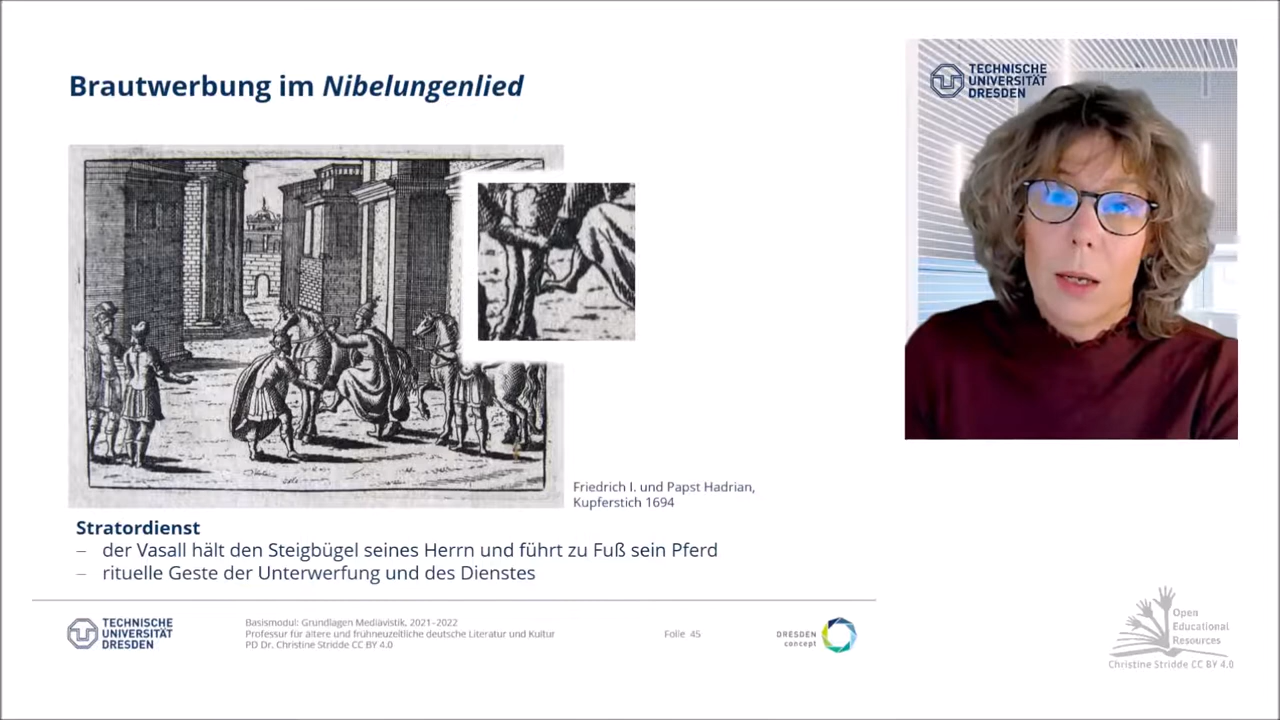 Brautwerbung im Nibelungenlied
TECHNISCHE
UNIVERSITÄT
DRESDEN
Friedrich I. und Papst Hadrian,
Kupferstich 1694
Stratordienst
– der Vasall hält den Steigbügel seines Herrn und führt zu Fuß sein Pferd
– rituelle Geste der Unterwerfung und des Dienstes
TECHNISCHE
UNIVERSITÄT
DRESDEN
Basismodul: Grundlagen Mediävistik, 2021-2022
Professur für ältere und frühneuzeitliche deutsche Literatur und Kultur
PD Dr. Christine Stridde CC BY 4.0
Folie 45
DRESDEN
concept
Open
Educational
Resources
Christine Stridde CC BY 4.0